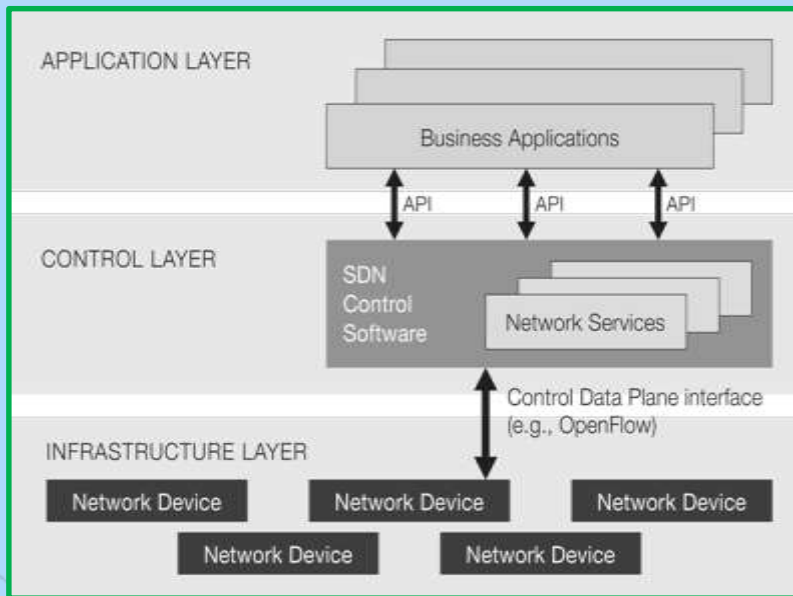 APPLICATION LAYER
Business Applications
API
API
API
CONTROL LAYER
SDN
Control
Software
Network Services
Control Data Plane interface
(e.g., OpenFlow)
INFRASTRUCTURE LAYER
Network Device
Network Device
Network Device
Network Device
Network Device